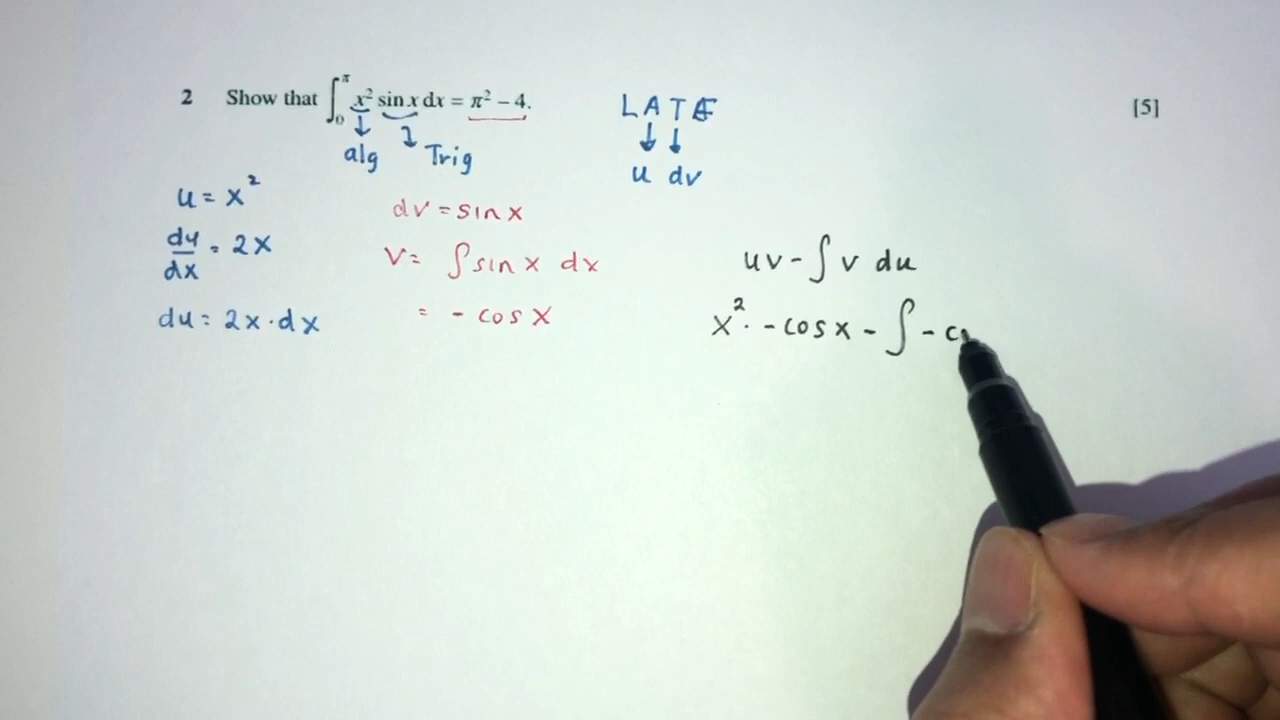 2 Show that ∫₀^π x² sin x dx = π² − 4. [5]
L A T E
↓ ↓
alg Trig
u dv
u = x²
dv = sin x
du/dx = 2x
v = ∫ sin x dx
uv - ∫ v du
du = 2x · dx
= - cos x
x² · - cos x - ∫ - c